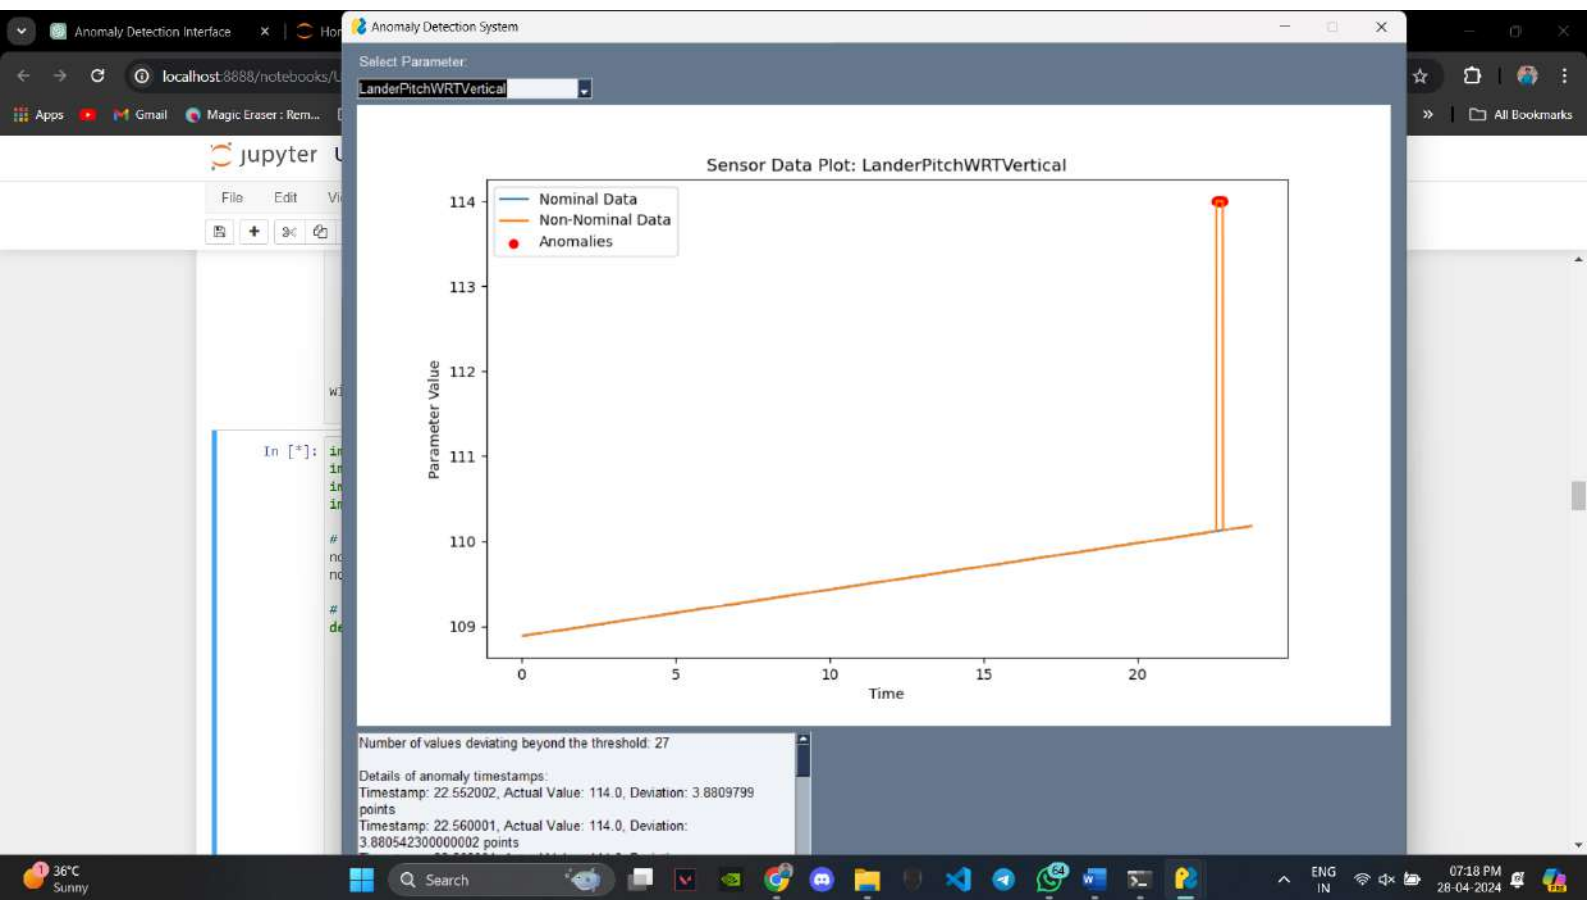 Anomaly Detection Interface
Anomaly Detection System
localhost:8888/notebooks/
Apps
Gmail
Magic Eraser : Rem...
All Bookmarks
Select Parameter:
LanderPitchWRTVertical
jupyter
File Edit
Sensor Data Plot: LanderPitchWRTVertical
Nominal Data
Non-Nominal Data
Anomalies
114
113
112
111
110
109
Parameter Value
0 5 10 15 20
Time
In [*]:
#
#
Number of values deviating beyond the threshold: 27
Details of anomaly timestamps:
Timestamp: 22.552002, Actual Value: 114.0, Deviation: 3.8809799
points
Timestamp: 22.560001, Actual Value: 114.0, Deviation:
3.880542300000002 points
1
36°C
Sunny
Search
64
ENG
IN
07:18 PM
28-04-2024